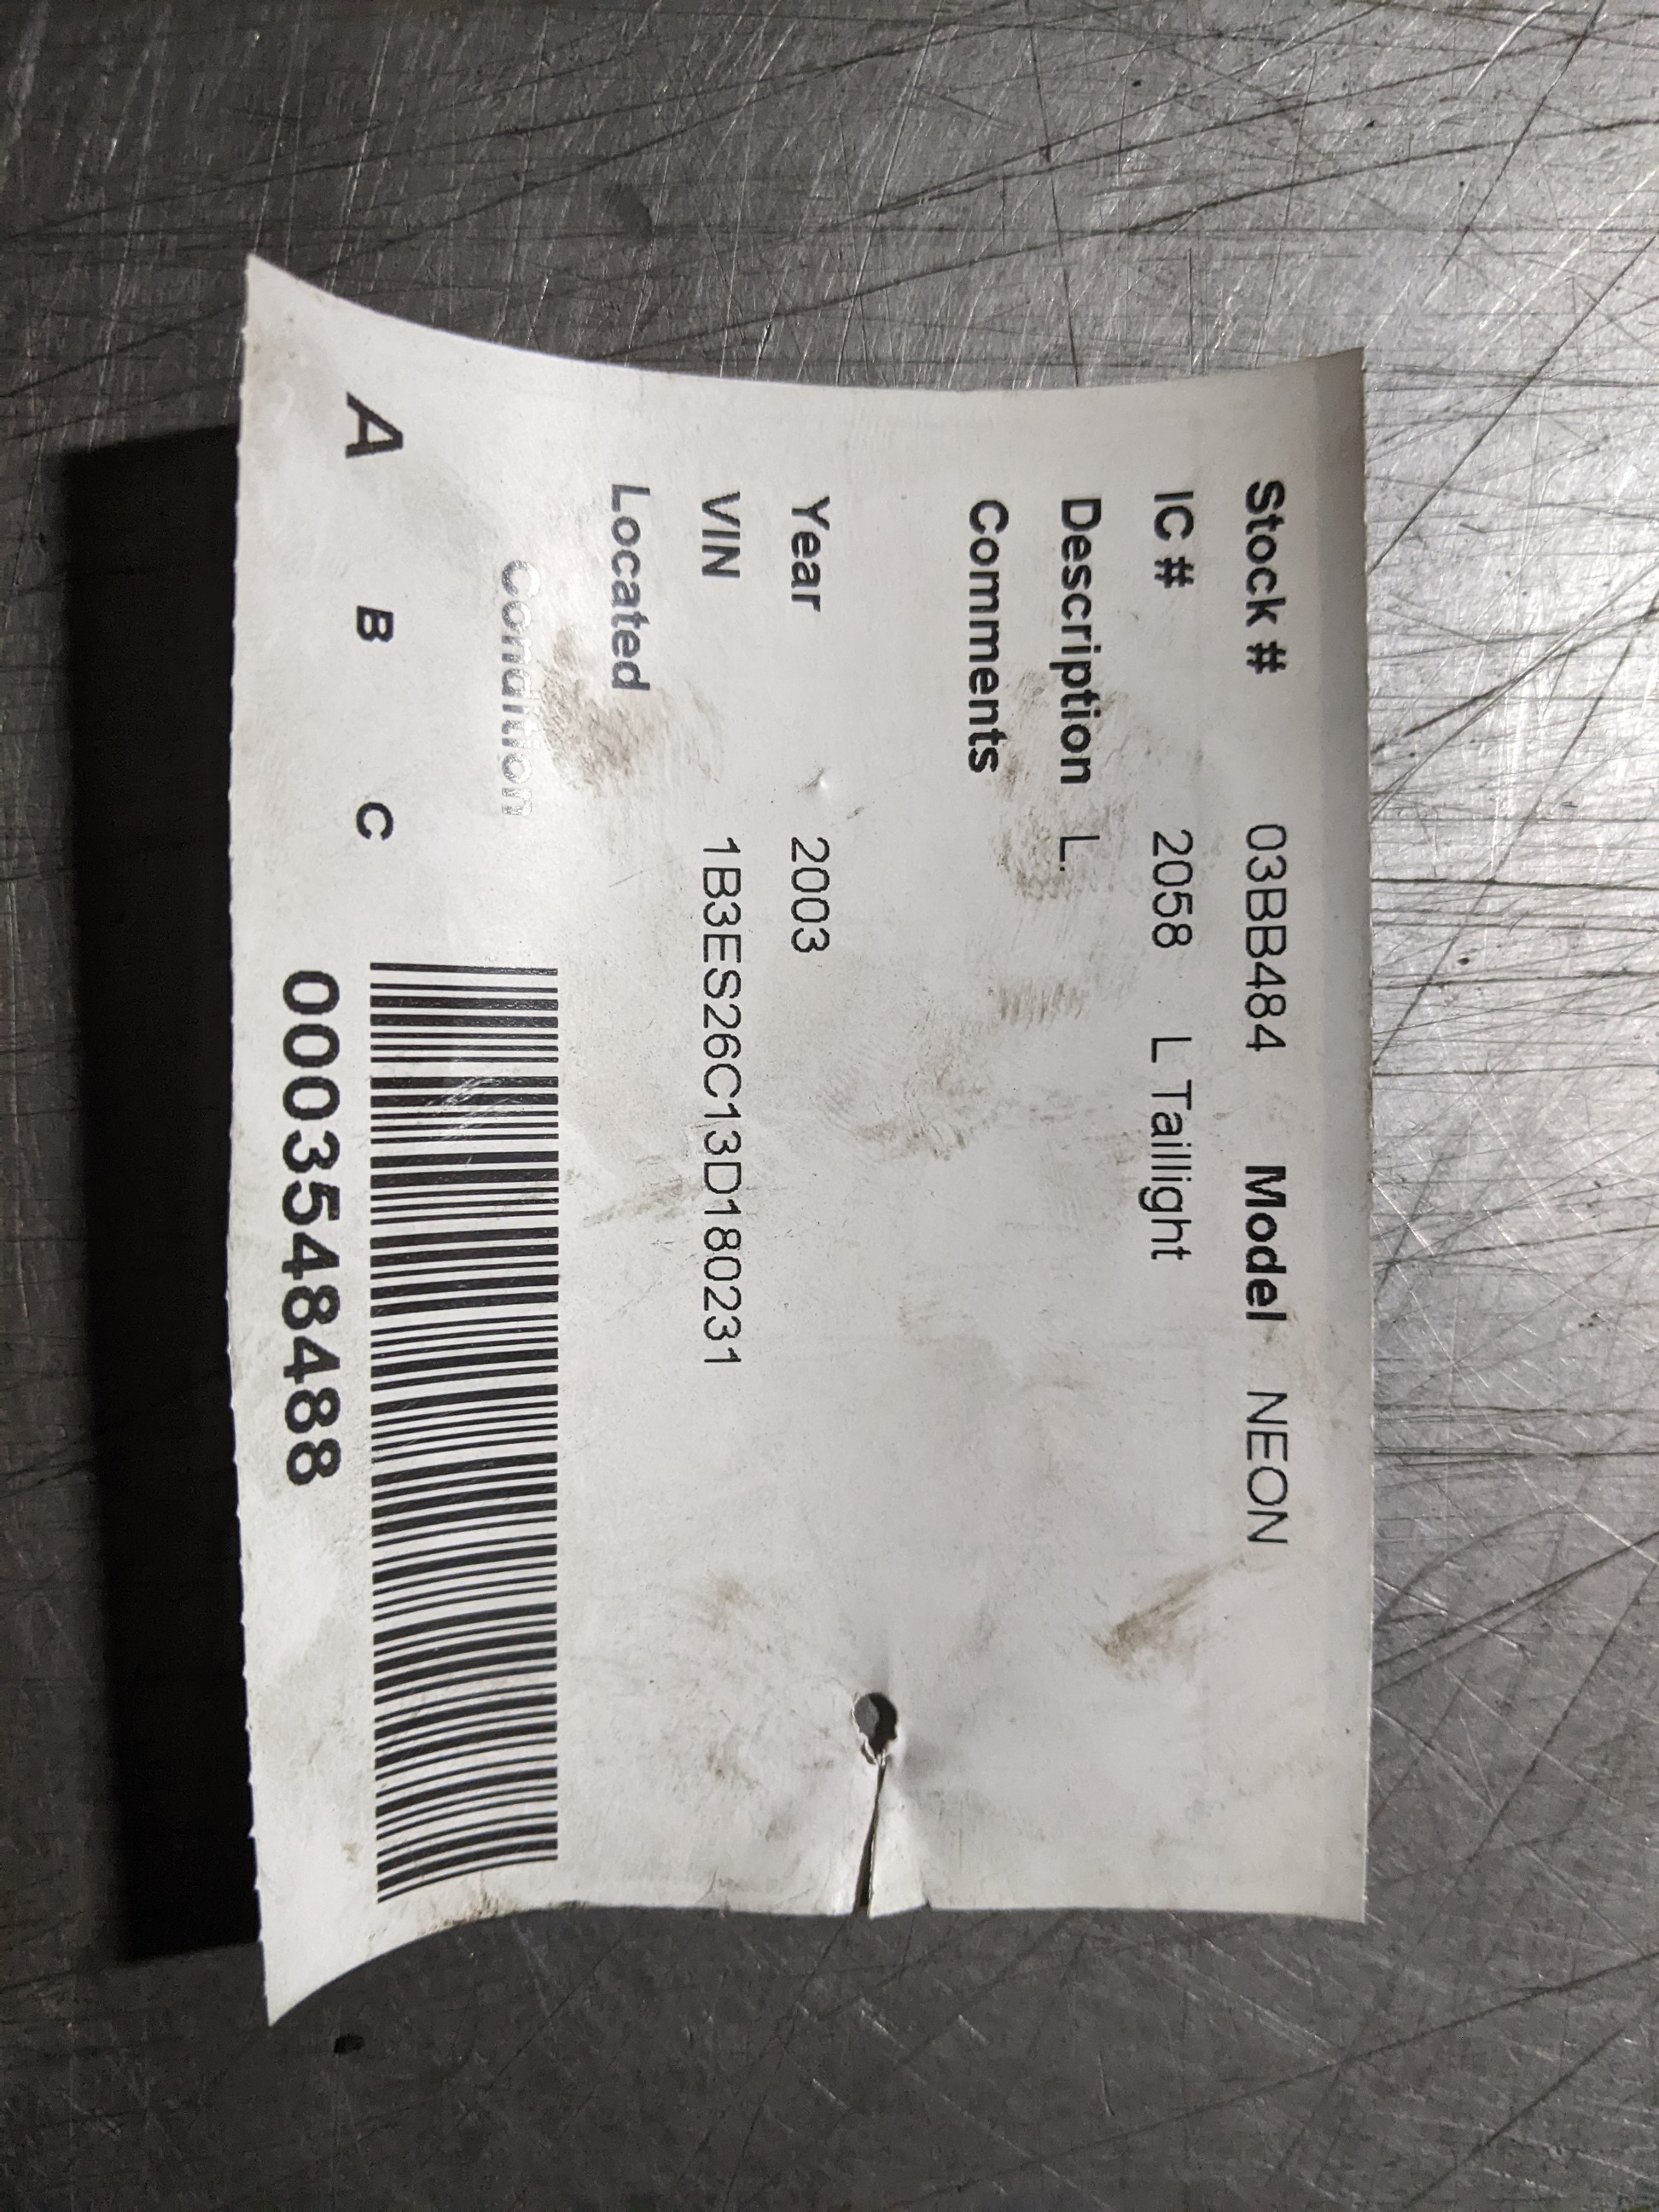 Stock # 03BB484 Model NEON
IC # 2058 L Taillight
Description L.
Comments
Year 2003
VIN 1B3ES26C13D180231
Located
Condition
A B C
0003548488